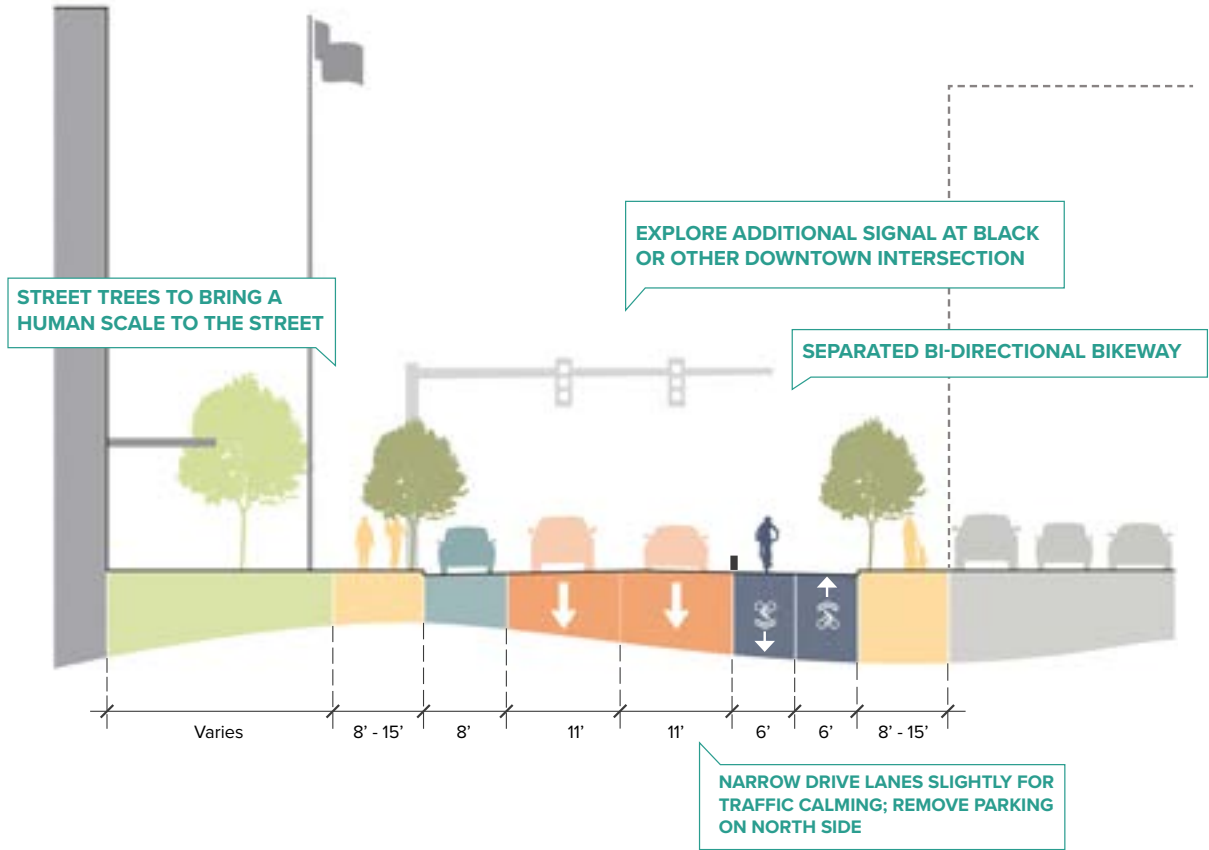 EXPLORE ADDITIONAL SIGNAL AT BLACK
OR OTHER DOWNTOWN INTERSECTION
STREET TREES TO BRING A
HUMAN SCALE TO THE STREET
SEPARATED BI-DIRECTIONAL BIKEWAY
Varies
8’ - 15’
8’
11’
11’
6’
6’
8’ - 15’
NARROW DRIVE LANES SLIGHTLY FOR
TRAFFIC CALMING; REMOVE PARKING
ON NORTH SIDE